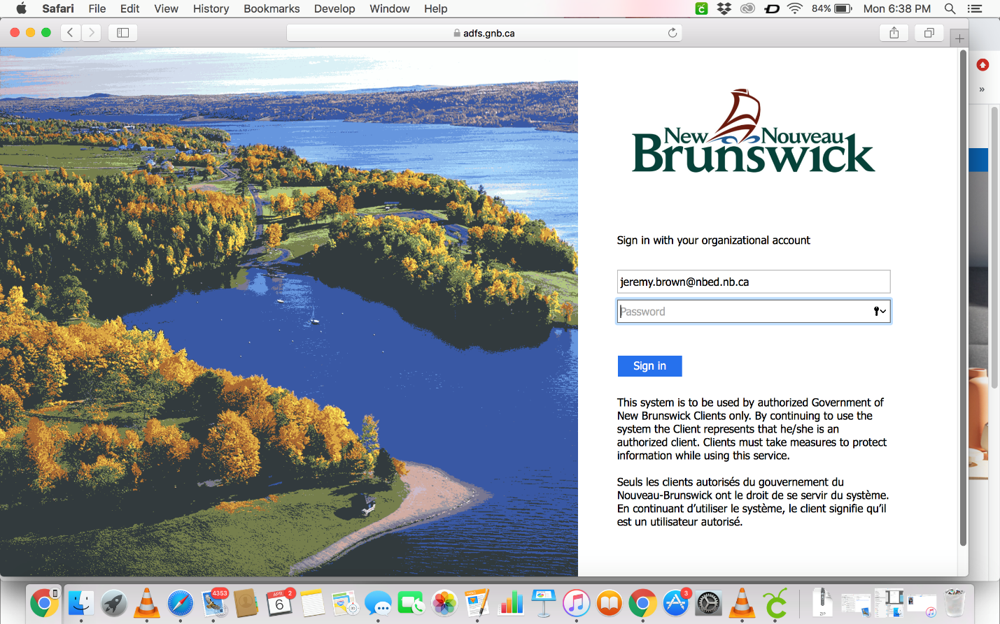 Safari File Edit View History Bookmarks Develop Window Help 84% Mon 6:38 PM
adfs.gnb.ca
»
New Nouveau
Brunswick
Sign in with your organizational account
jeremy.brown@nbed.nb.ca
Password
Sign in
This system is to be used by authorized Government of
New Brunswick Clients only. By continuing to use the
system the Client represents that he/she is an
authorized client. Clients must take measures to protect
information while using this service.
Seuls les clients autorisés du gouvernement du
Nouveau-Brunswick ont le droit de se servir du système.
En continuant d’utiliser le système, le client signifie qu’il
est un utilisateur autorisé.
4353
APR 2
6
3
ZIP